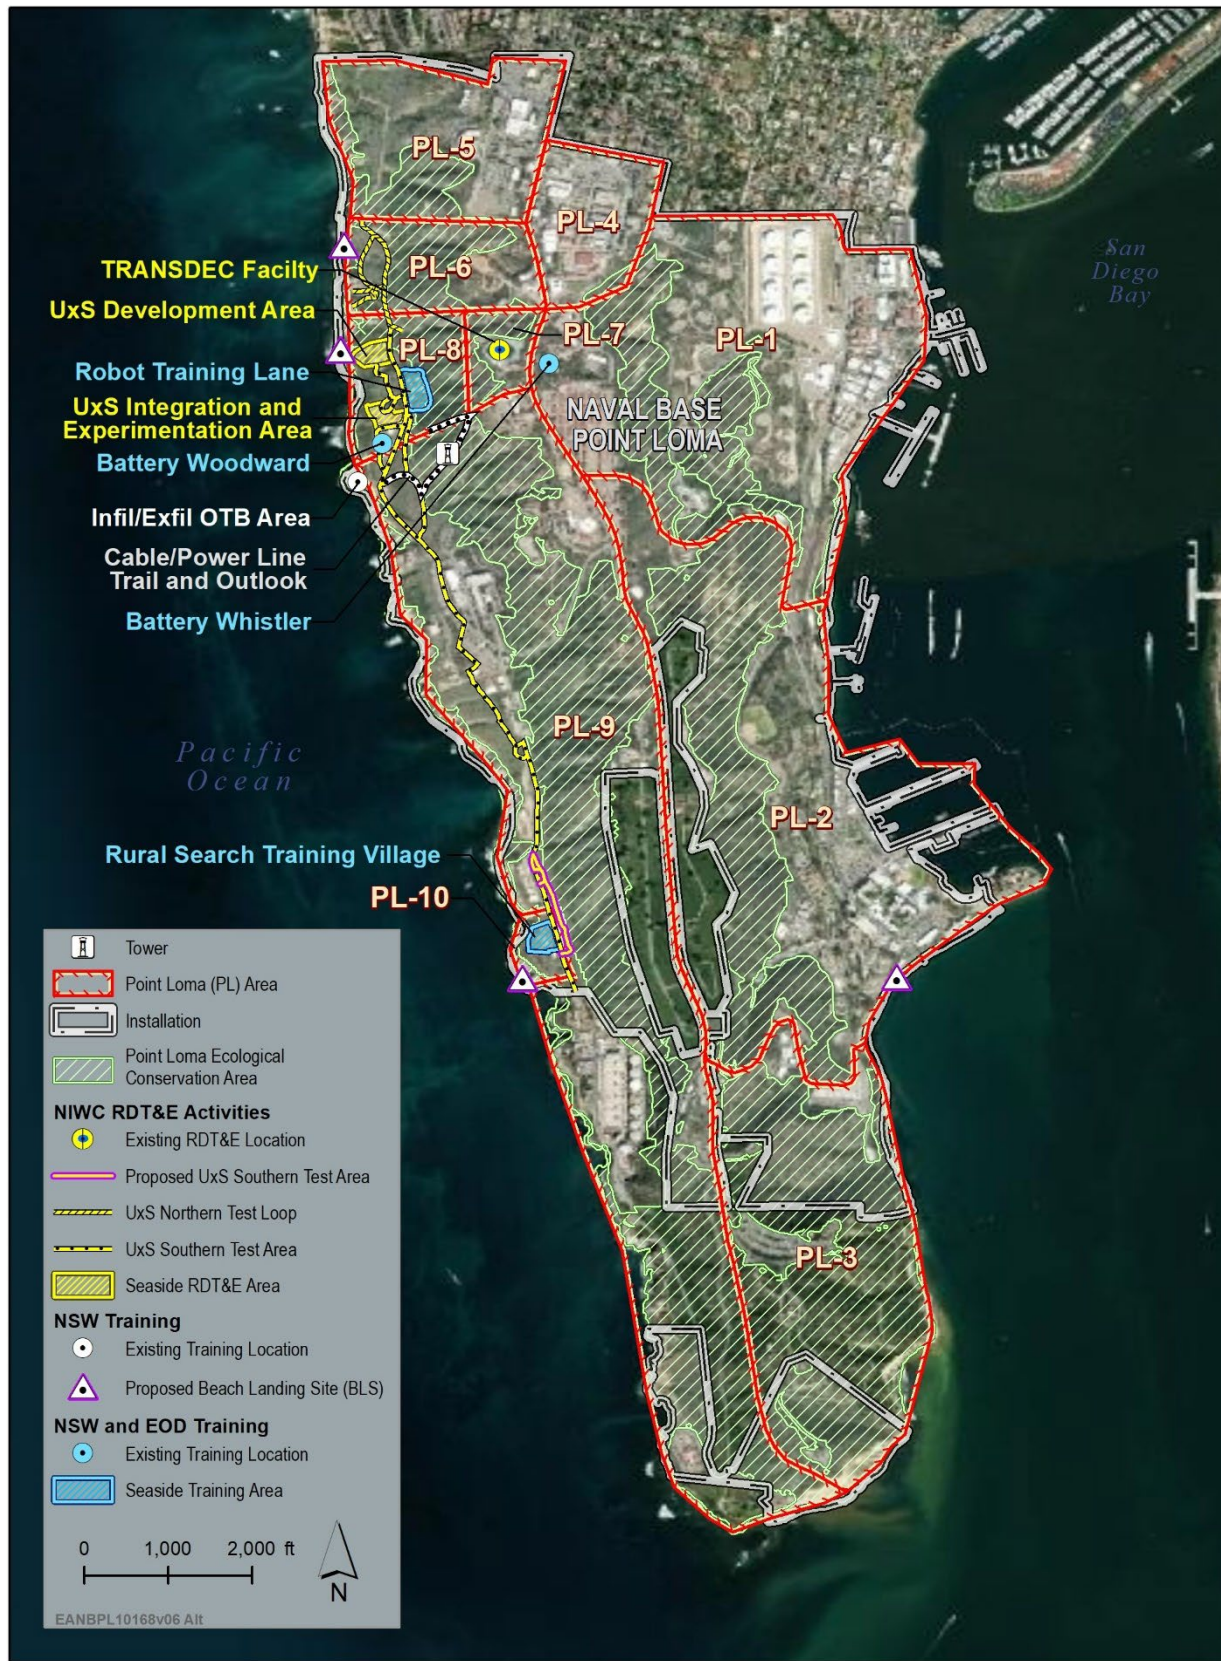 PL-5
PL-4
San
Diego
Bay
PL-6
TRANSDEC Facilty
UxS Development Area
PL-7
PL-1
PL-8
Robot Training Lane
UxS Integration and
Experimentation Area
NAVAL BASE
POINT LOMA
Battery Woodward
Infil/Exfil OTB Area
Cable/Power Line
Trail and Outlook
Battery Whistler
PL-9
Pacific
Ocean
PL-2
Rural Search Training Village
PL-10
PL-3
Tower
Point Loma (PL) Area
Installation
Point Loma Ecological
Conservation Area
NIWC RDT&E Activities
Existing RDT&E Location
Proposed UxS Southern Test Area
UxS Northern Test Loop
UxS Southern Test Area
Seaside RDT&E Area
NSW Training
Existing Training Location
Proposed Beach Landing Site (BLS)
NSW and EOD Training
Existing Training Location
Seaside Training Area
0 1,000 2,000 ft
N
EANBPL10168v06 Alt